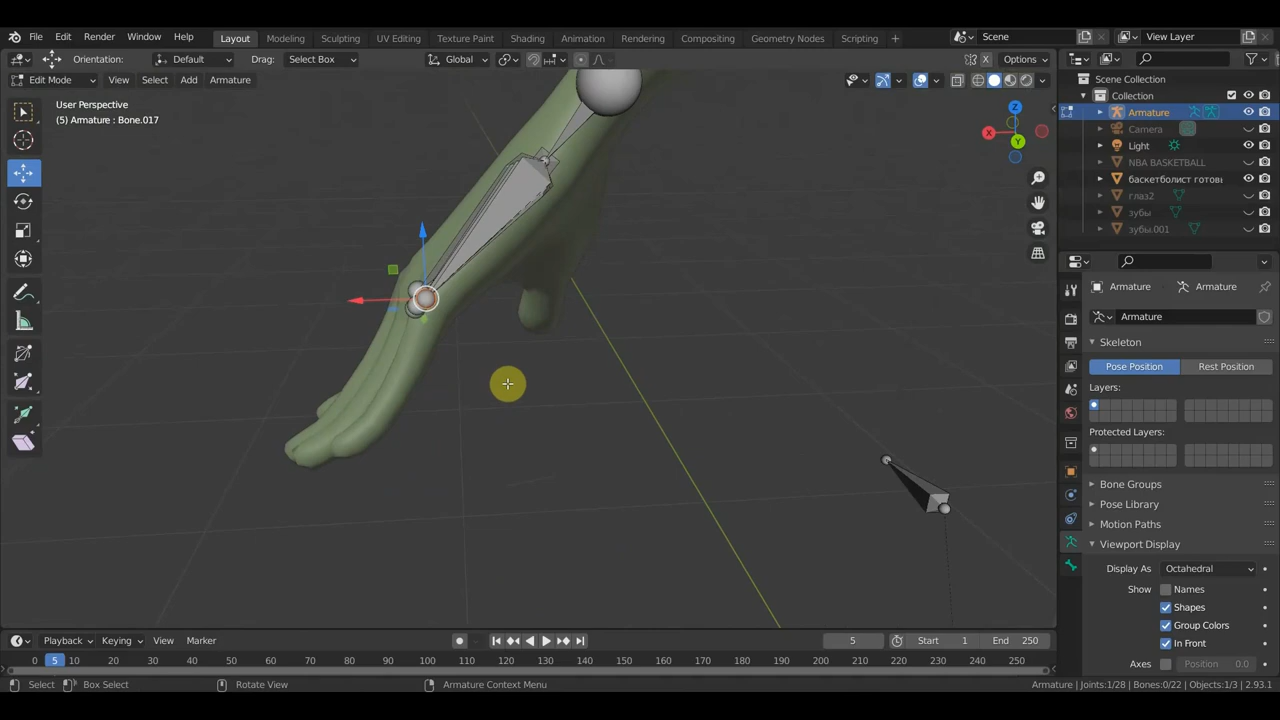 File Edit Render Window Help Layout Modeling Sculpting UV Editing Texture Paint Shading Animation Rendering Compositing Geometry Nodes Scripting + Scene View Layer
Orientation: Default Drag: Select Box Global X Options
Edit Mode View Select Add Armature
User Perspective
(5) Armature : Bone.017
Z
X
Y
Scene Collection
Collection
Armature
Camera
Light
NBA BASKETBALL
баскетболист готовь
глаз2
зубы
зубы.001
Armature Armature
Armature
Skeleton
Pose Position Rest Position
Layers:
Protected Layers:
Bone Groups
Pose Library
Motion Paths
Viewport Display
Display As Octahedral
Show Names
Shapes
Group Colors
In Front
Axes Position 0.0
Playback Keying View Marker 5 Start 1 End 250
0 5 10 20 30 40 50 60 70 80 90 100 110 120 130 140 150 160 170 180 190 200 210 220 230 240 250
Select Box Select Rotate View Armature Context Menu Armature | Joints:1/28 | Bones:0/22 | Objects:1/3 | 2.93.1